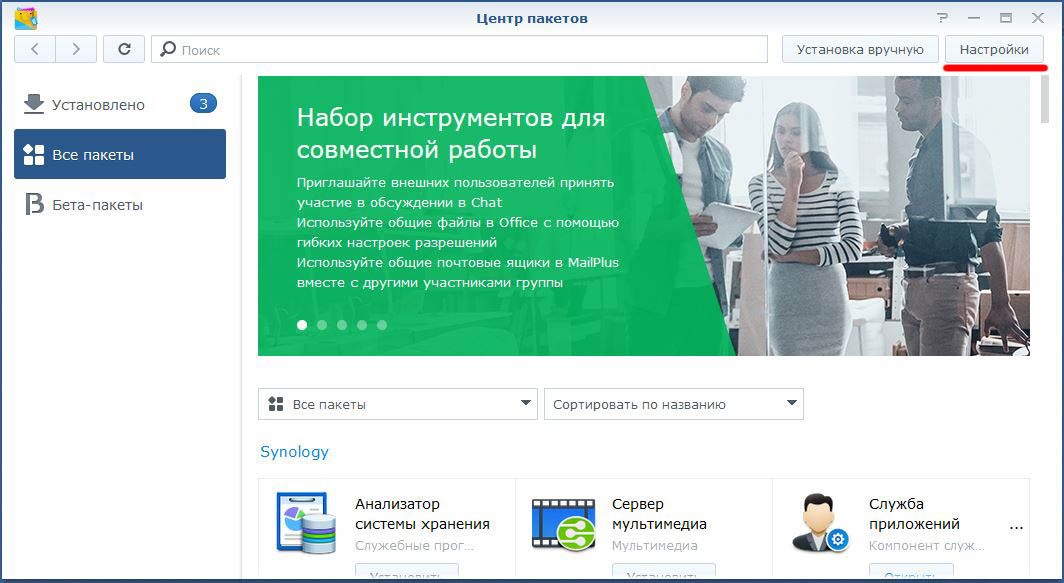 Центр пакетов
Поиск
Установка вручную
Настройки
Установлено
3
Все пакеты
Бета-пакеты
Набор инструментов для
совместной работы
Приглашайте внешних пользователей принять
участие в обсуждении в Chat
Используйте общие файлы в Office с помощью
гибких настроек разрешений
Используйте общие почтовые ящики в MailPlus
вместе с другими участниками группы
Все пакеты
Сортировать по названию
Synology
Анализатор
системы хранения
Служебные прог...
Установить
Сервер
мультимедиа
Мультимедиа
Установить
Служба
приложений
...
Компонент служ...
Открыть